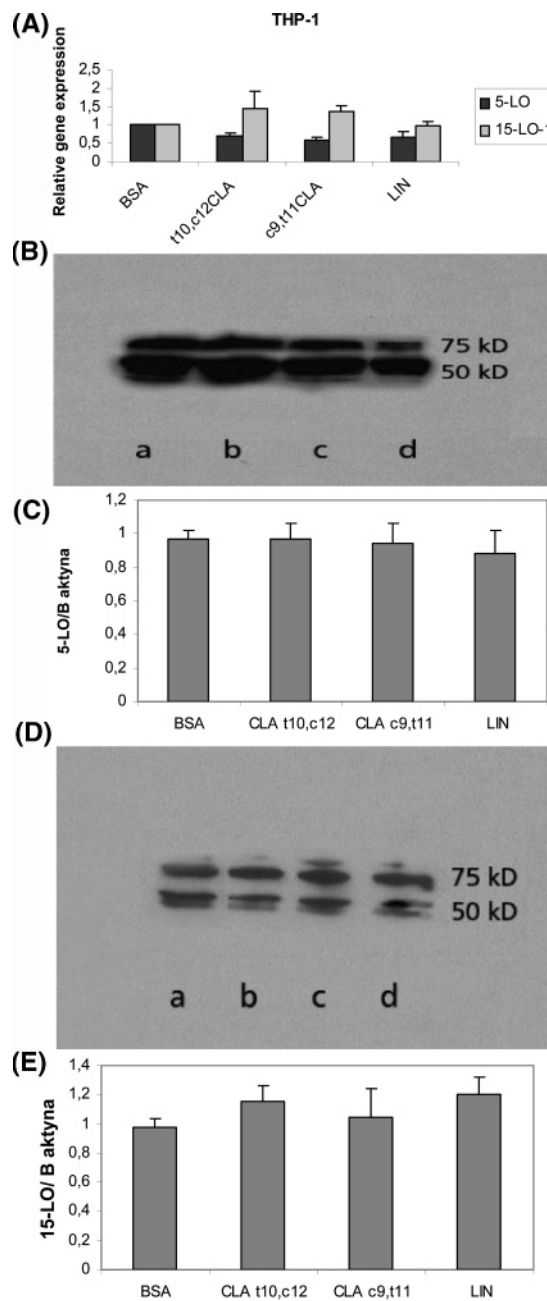 (A)
THP-1
Relative gene expression
2,5
2
1,5
1
0,5
0
BSA
t10,c12CLA
c9,t11CLA
LIN
5-LO
15-LO-1
(B)
75 kD
50 kD
a b c d
(C)
5-LO/B aktyna
1,2
1
0,8
0,6
0,4
0,2
0
BSA CLA t10,c12 CLA c9,t11 LIN
(D)
75 kD
50 kD
a b c d
(E)
15-LO/ B aktyna
1,4
1,2
1
0,8
0,6
0,4
0,2
0
BSA CLA t10,c12 CLA c9,t11 LIN